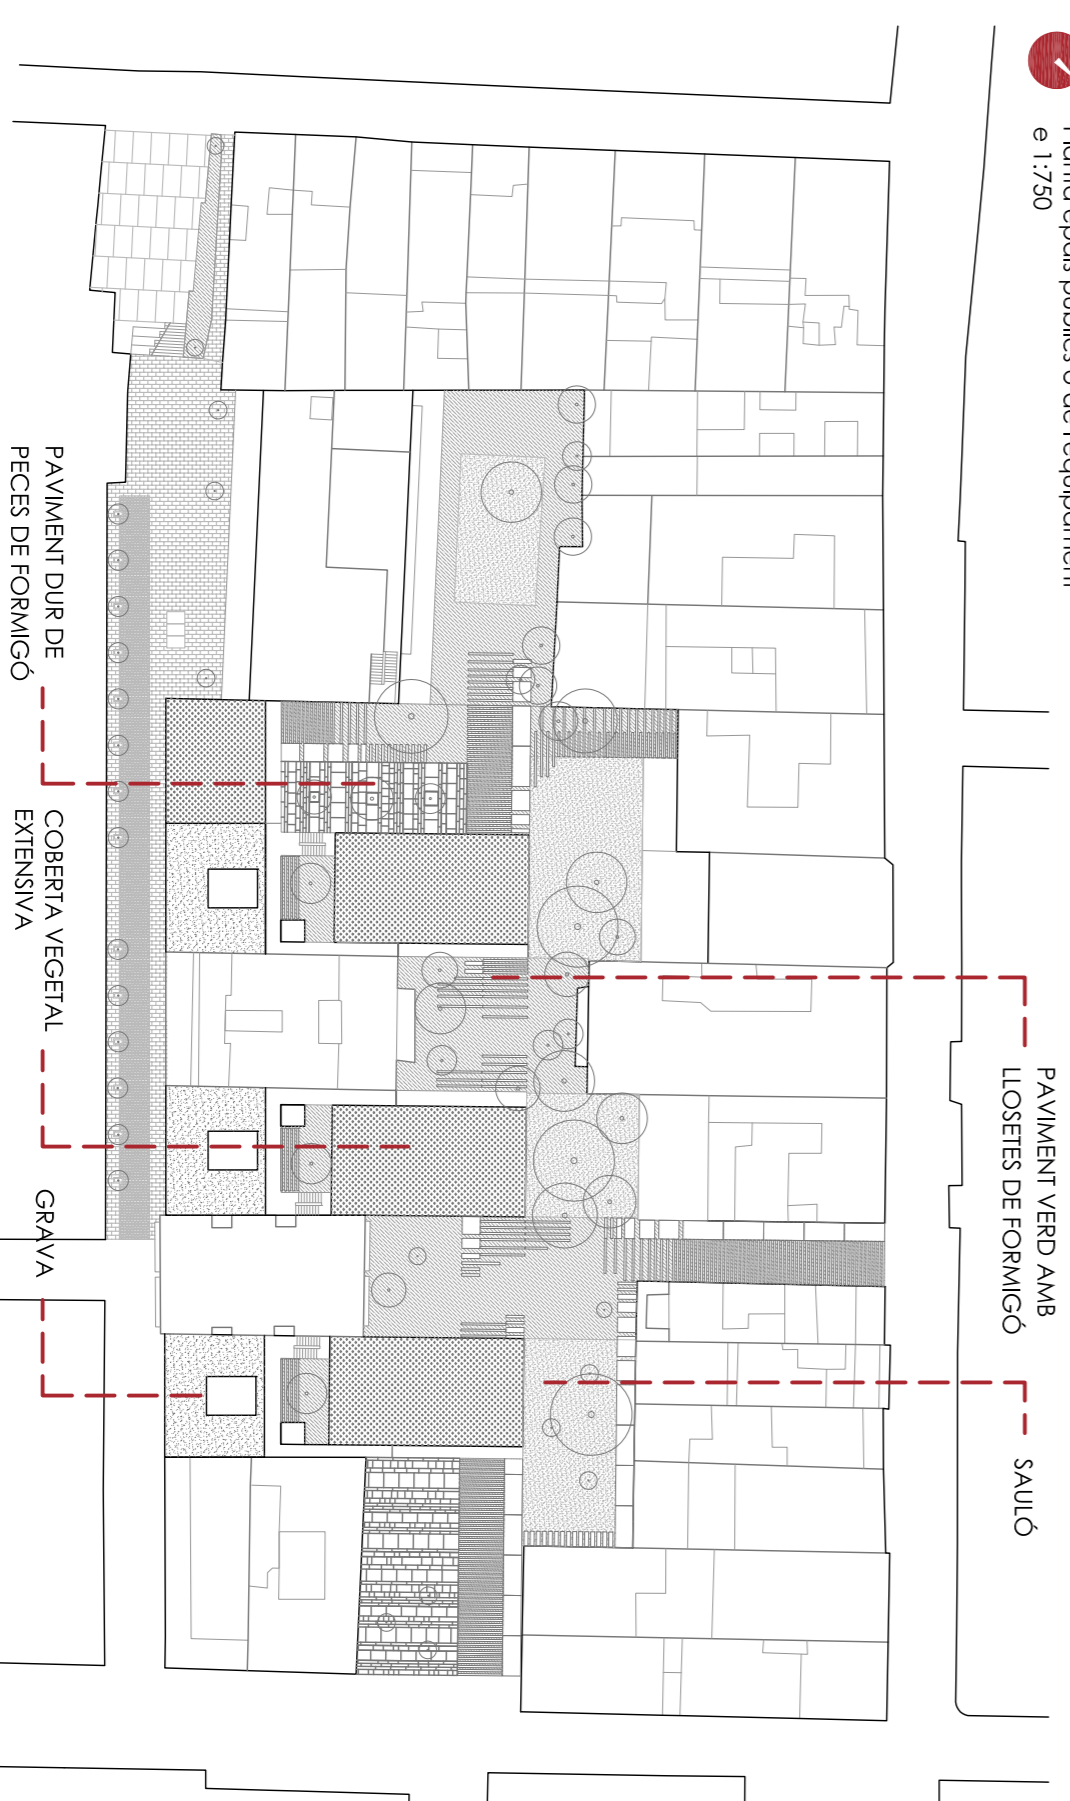 e 1:750
PAVIMENT VERD AMB
LLOSETES DE FORMIGÓ
SAULÓ
PAVIMENT DUR DE
PECES DE FORMIGÓ
COBERTA VEGETAL
EXTENSIVA
GRAVA